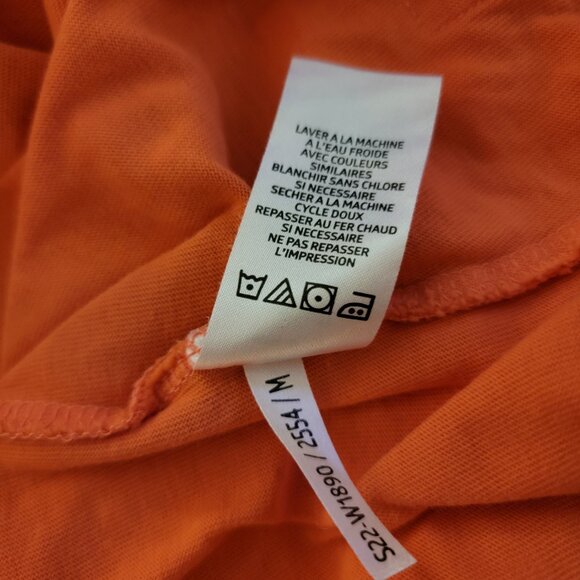 LAVER A LA MACHINE
A L'EAU FROIDE
AVEC COULEURS
SIMILAIRES
BLANCHIR SANS CHLORE
SI NECESSAIRE
SECHER A LA MACHINE
CYCLE DOUX
REPASSER AU FER CHAUD
SI NECESSAIRE
NE PAS REPASSER
L'IMPRESSION
S22-W1890 / 2554 / M